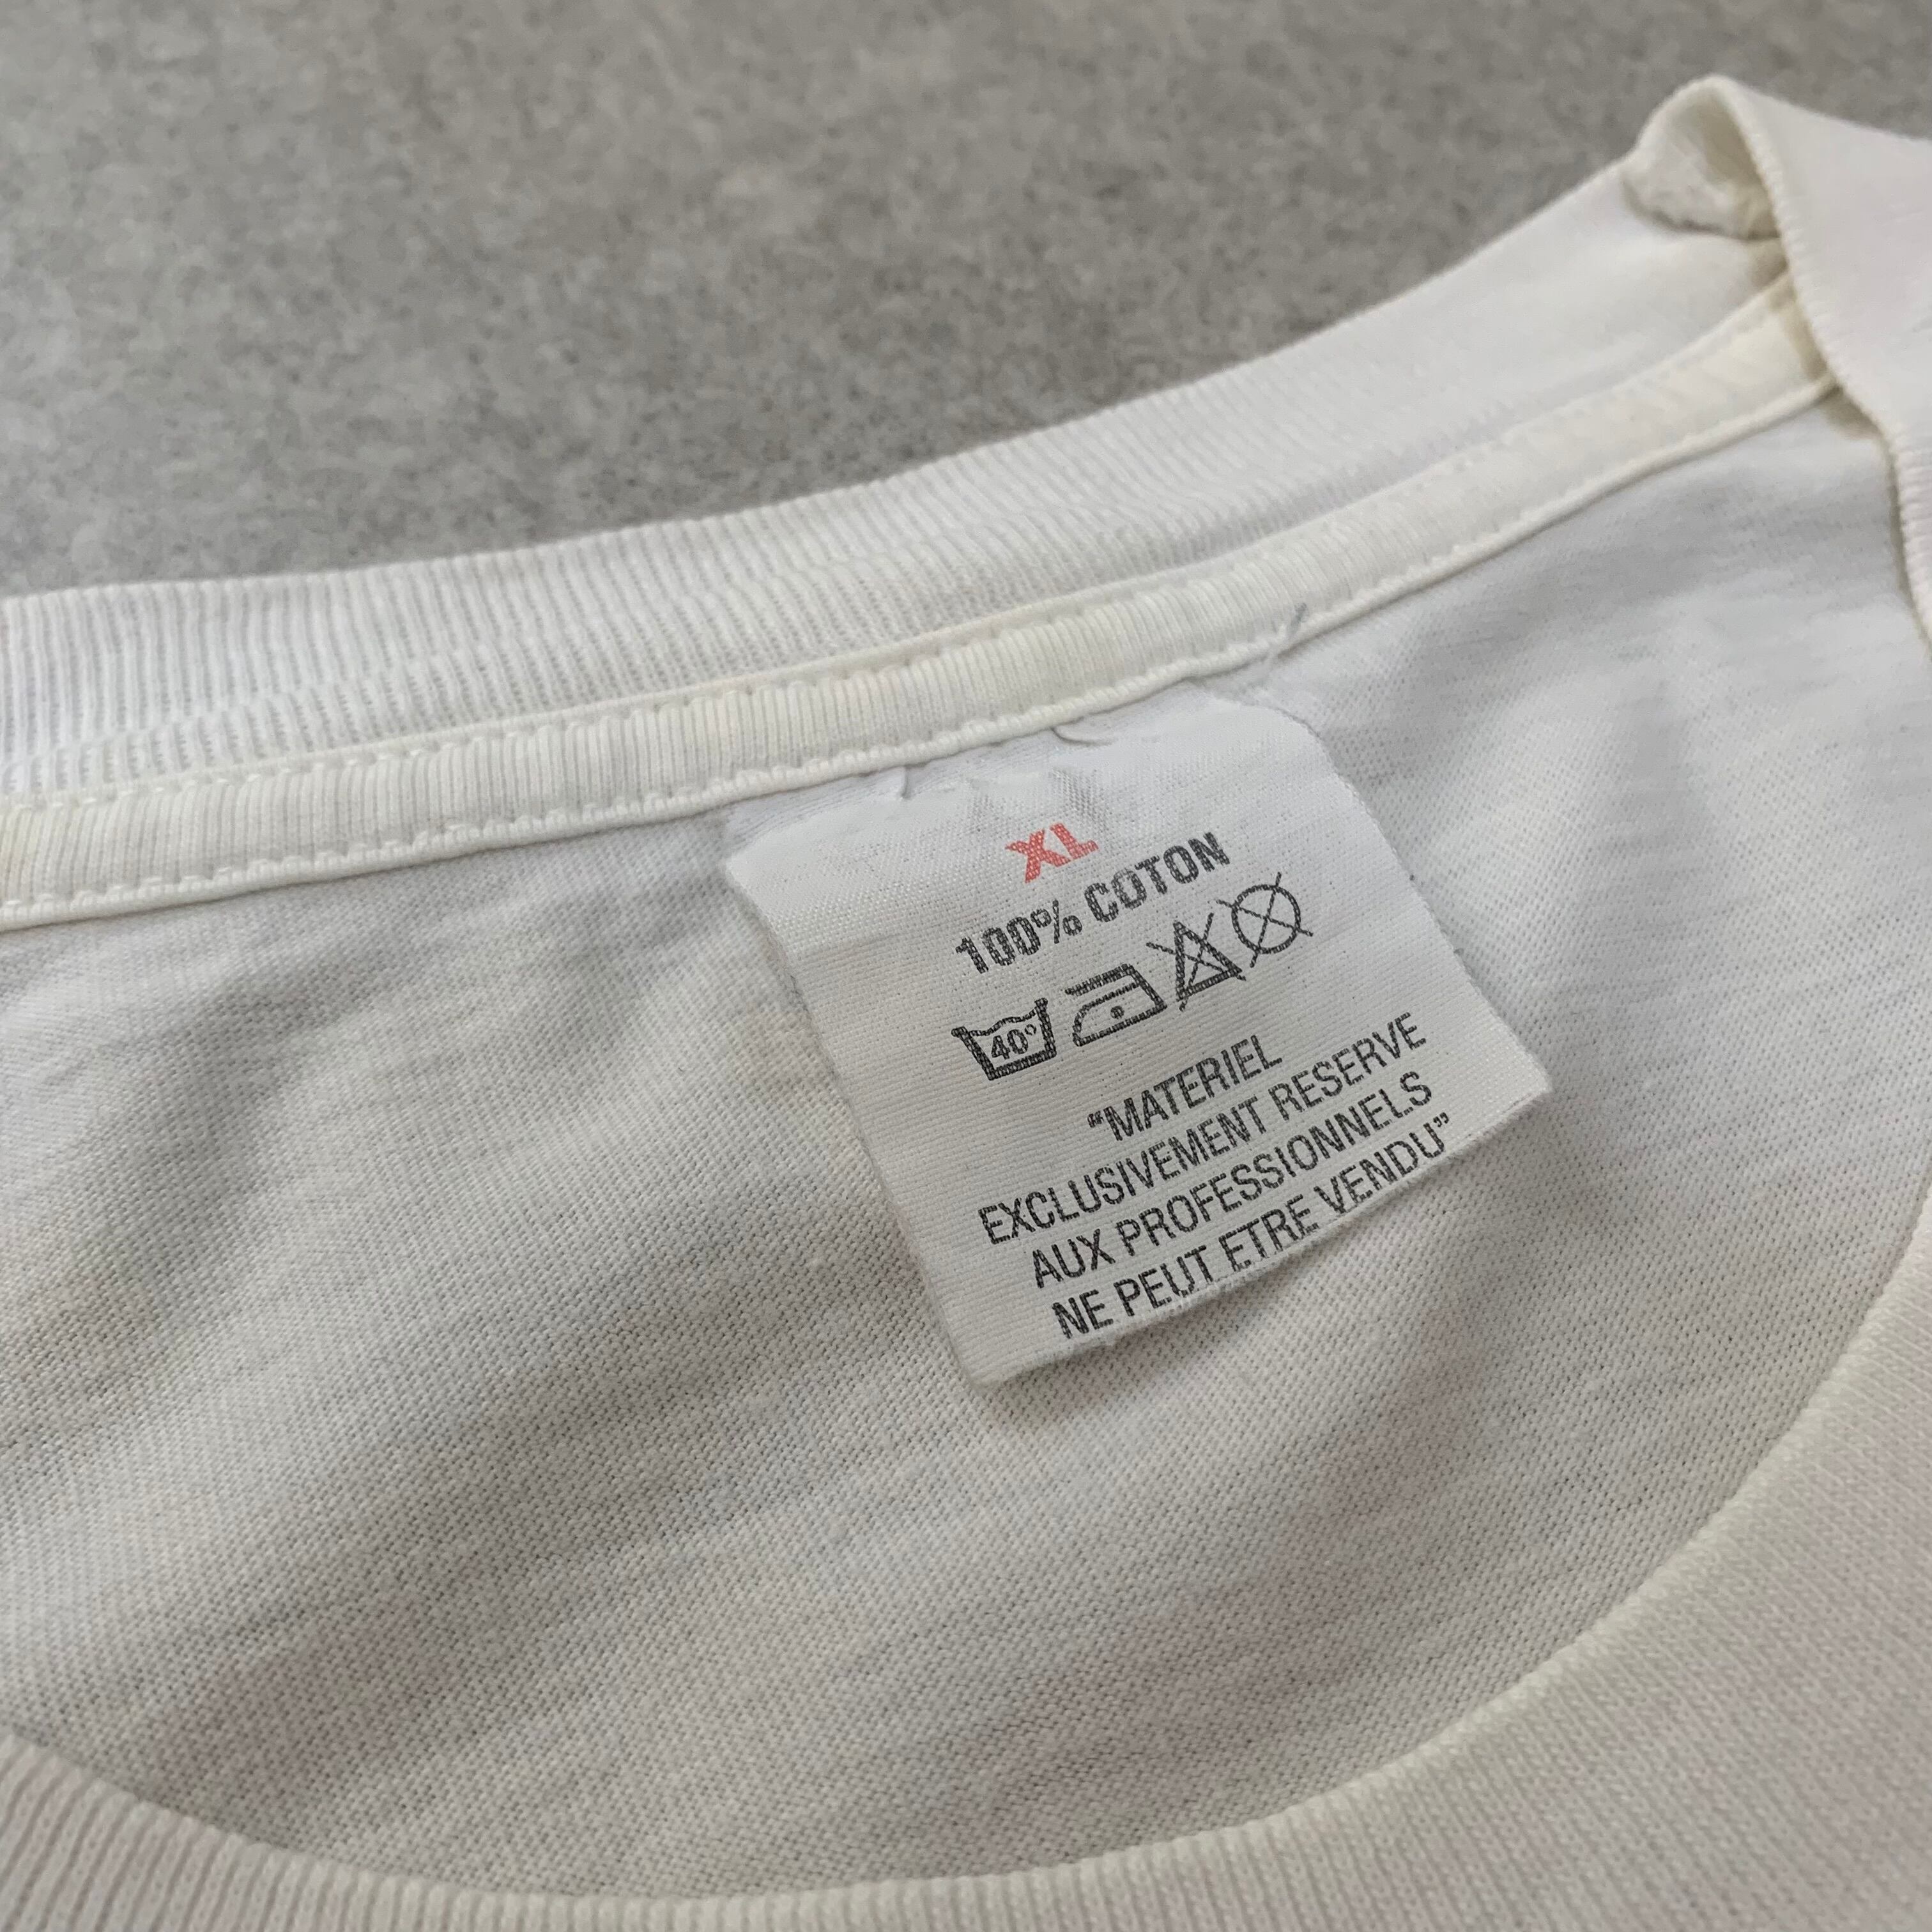 XL
100% COTON
40°
“MATERIEL
EXCLUSIVEMENT RESERVE
AUX PROFESSIONNELS
NE PEUT ETRE VENDU”